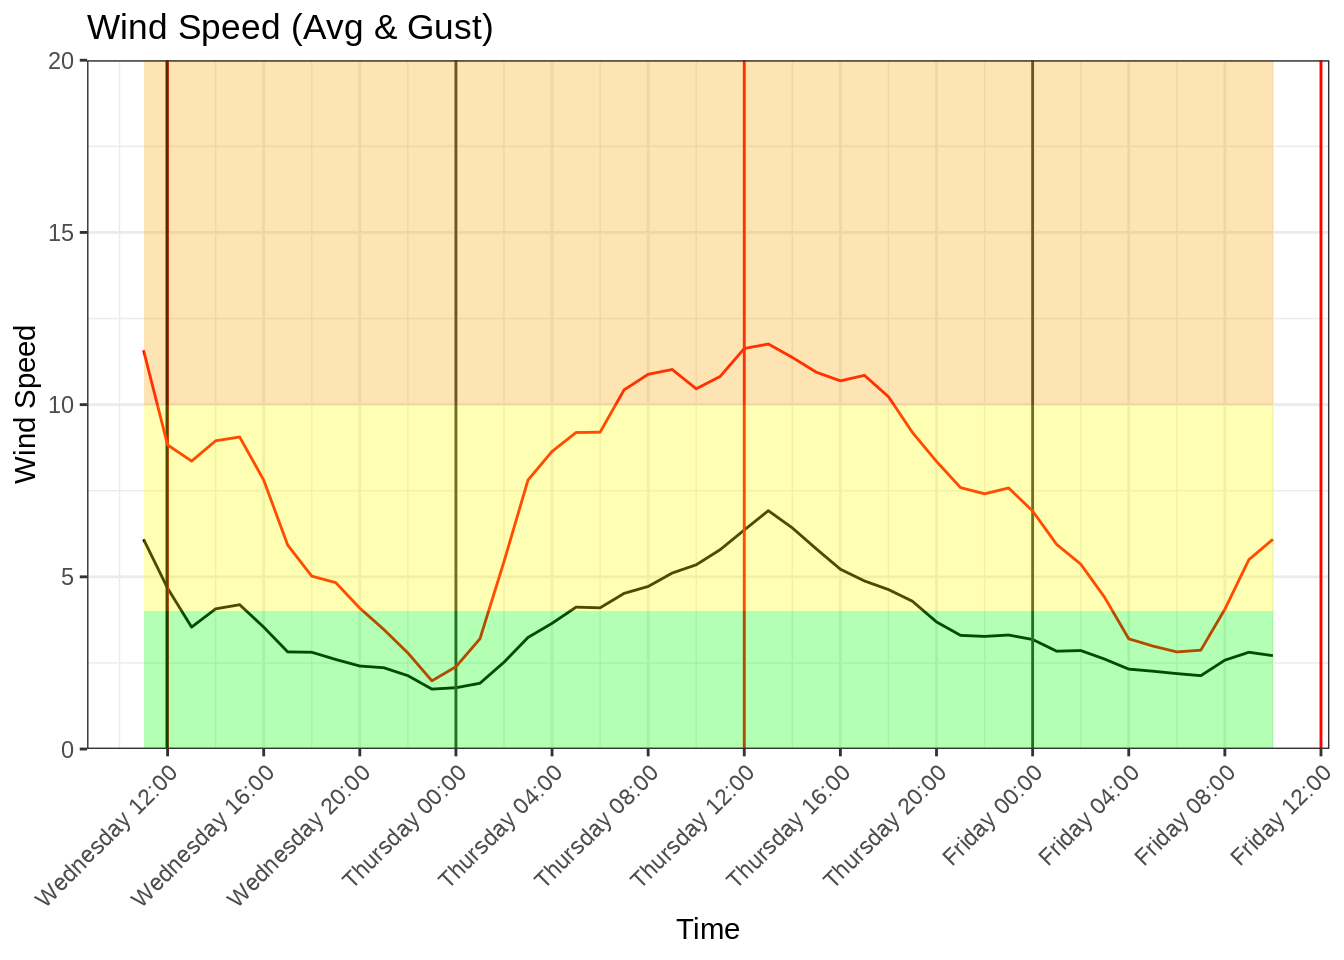 Wind Speed (Avg & Gust)
20
15
10
5
0
Wind Speed
Wednesday 12:00
Wednesday 16:00
Wednesday 20:00
Thursday 00:00
Thursday 04:00
Thursday 08:00
Thursday 12:00
Thursday 16:00
Thursday 20:00
Friday 00:00
Friday 04:00
Friday 08:00
Friday 12:00
Time